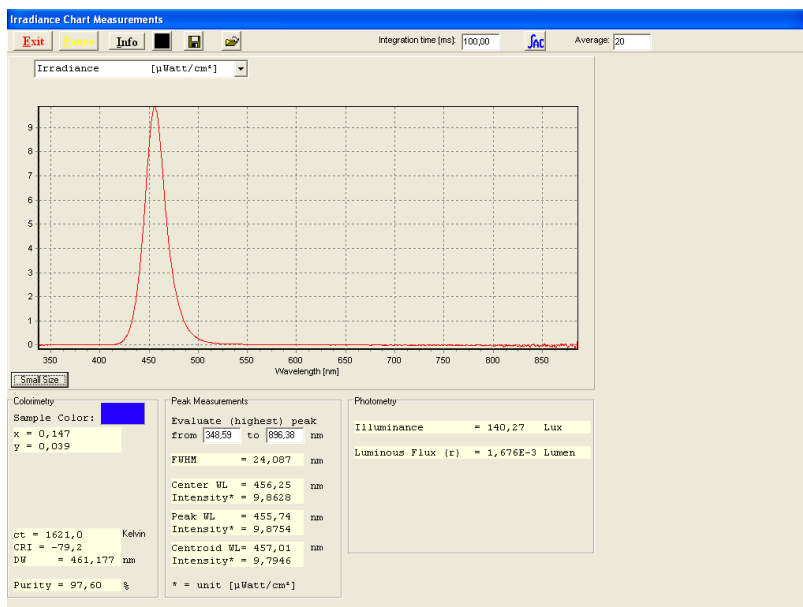 Irradiance Chart Measurements
Exit Pause Info Integration time [ms]: 100,00 ∫AC Average: 20
Irradiance [µWatt/cm²]
9
8
7
6
5
4
3
2
1
0
350 400 450 500 550 600 650 700 750 800 850
Wavelength [nm]
Small Size
Colorimetry
Sample Color:
x = 0,147
y = 0,039
ct = 1621,0 Kelvin
CRI = -79,2
DW = 461,177 nm
Purity = 97,60 %
Peak Measurements
Evaluate (highest) peak
from 348,59 to 896,38 nm
FWHM = 24,087 nm
Center WL = 456,25 nm
Intensity* = 9,8628
Peak WL = 455,74 nm
Intensity* = 9,8754
Centroid WL= 457,01 nm
Intensity* = 9,7946
* = unit [µWatt/cm²]
Photometry
Illuminance = 140,27 Lux
Luminous Flux (r) = 1,676E-3 Lumen